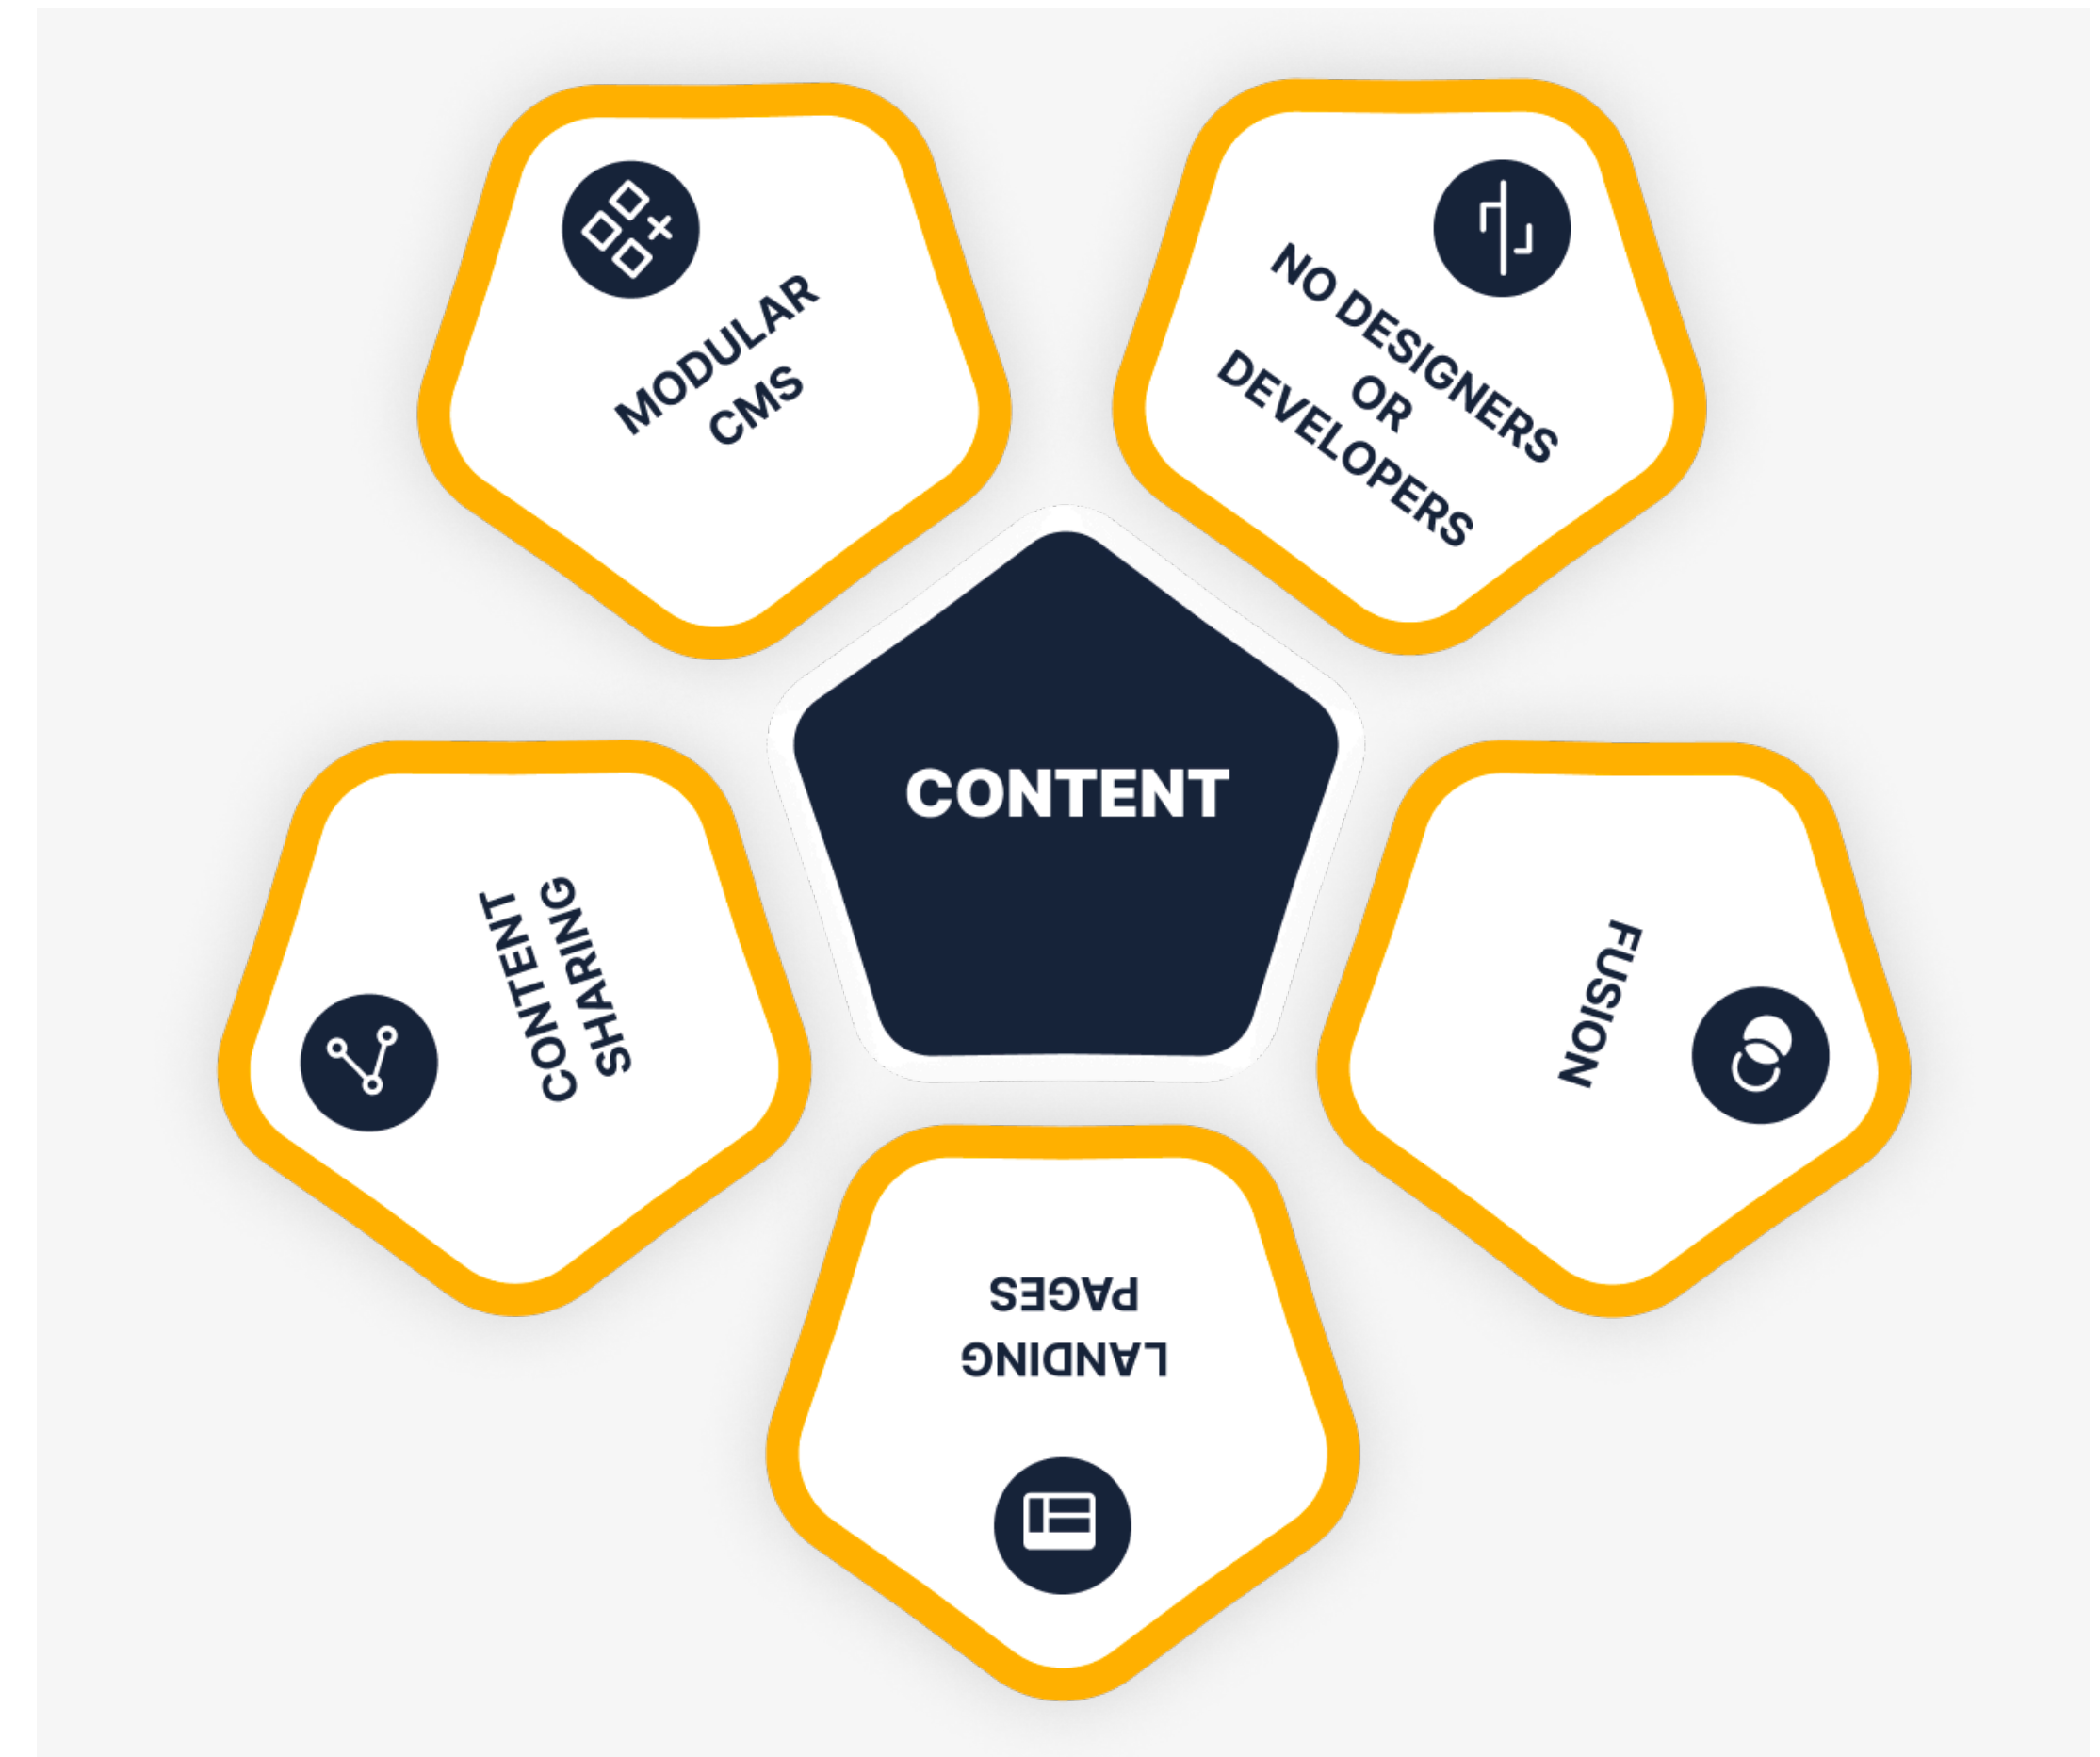 MODULAR
CMS
NO DESIGNERS
OR
DEVELOPERS
CONTENT
CONTENT
SHARING
FUSION
LANDING
PAGES